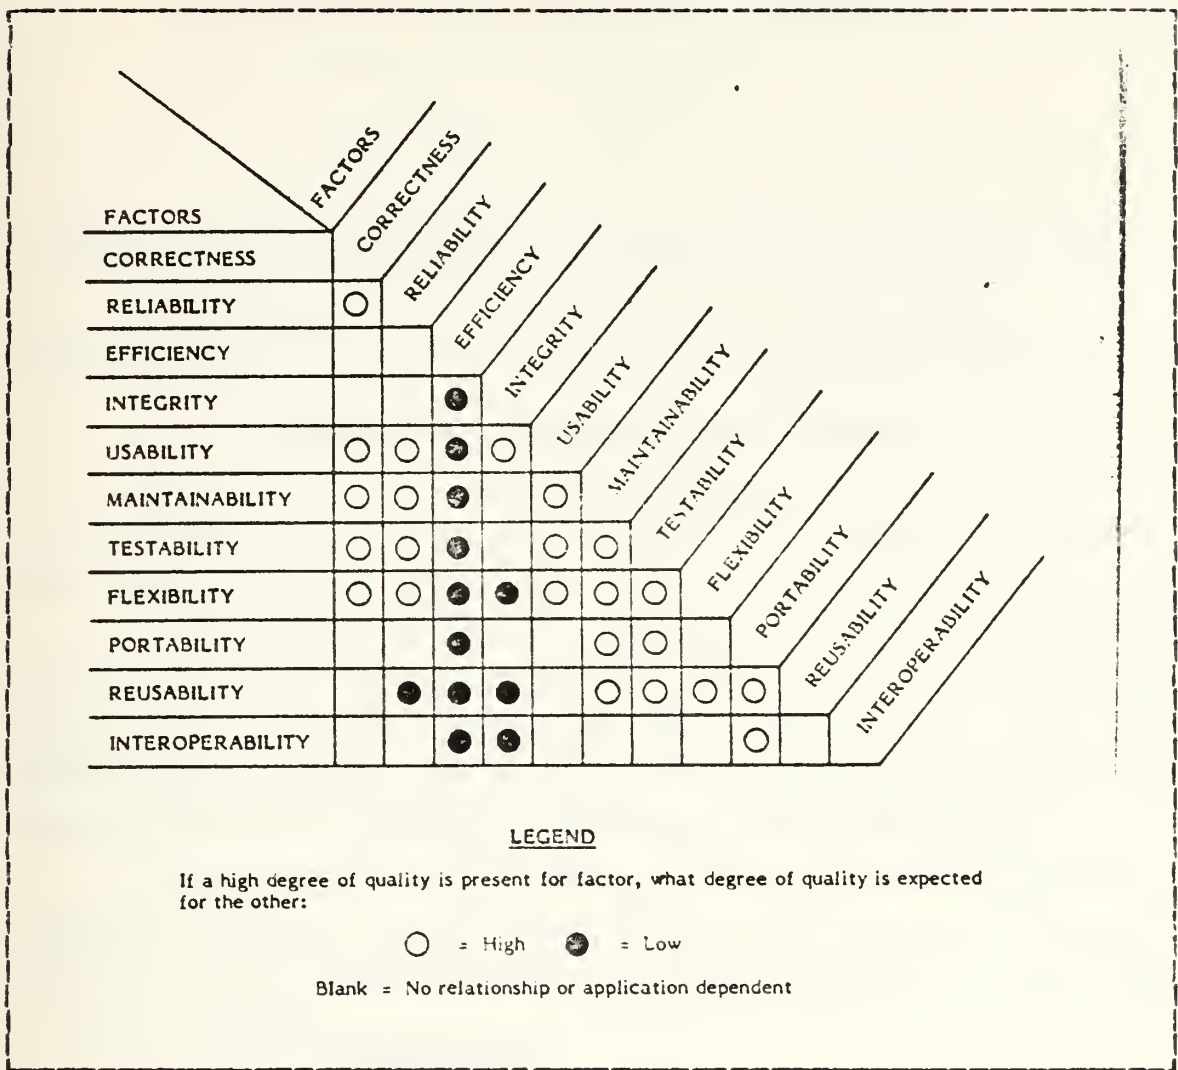 FACTORS
CORRECTNESS
RELIABILITY
EFFICIENCY
INTEGRITY
USABILITY
MAINTAINABILITY
TESTABILITY
FLEXIBILITY
PORTABILITY
REUSABILITY
INTEROPERABILITY
FACTORS
CORRECTNESS
RELIABILITY
EFFICIENCY
INTEGRITY
USABILITY
MAINTAINABILITY
TESTABILITY
FLEXIBILITY
PORTABILITY
REUSABILITY
INTEROPERABILITY
LEGEND
If a high degree of quality is present for factor, what degree of quality is expected
for the other:
= High = Low
Blank = No relationship or application dependent